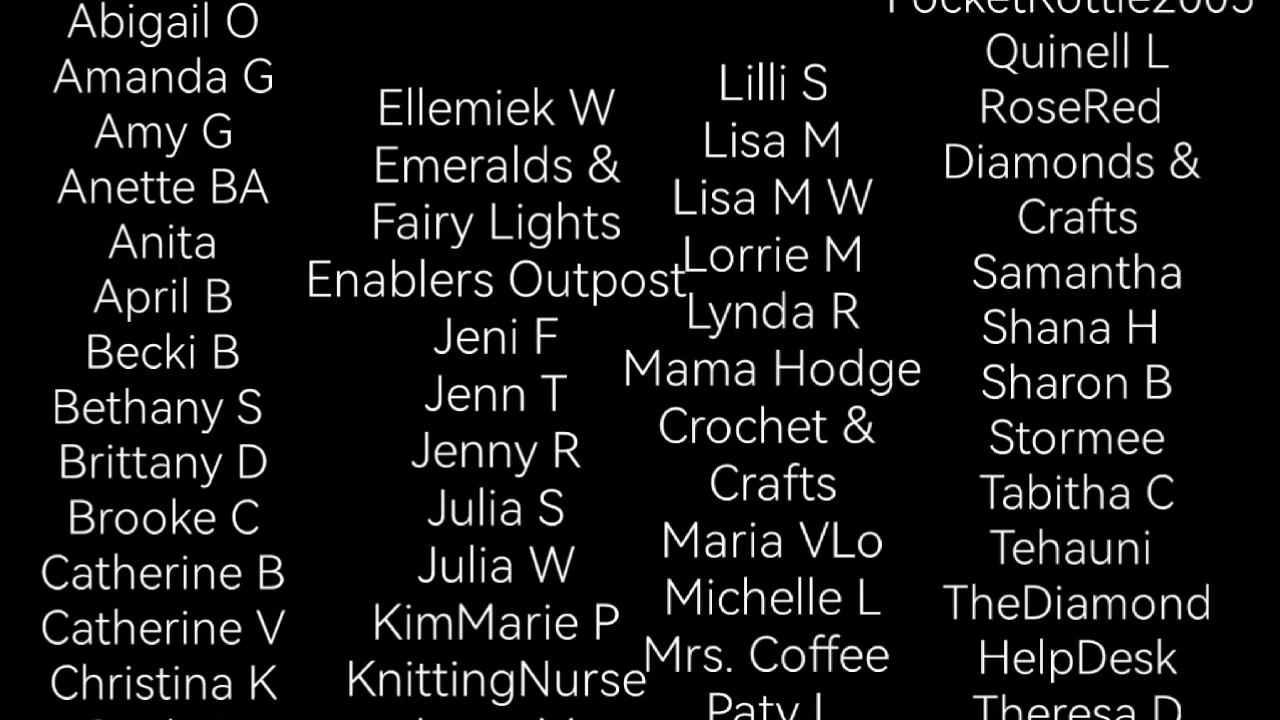 Abigail O
Amanda G
Amy G
Anette BA
Anita
April B
Becki B
Bethany S
Brittany D
Brooke C
Catherine B
Catherine V
Christina K
Ellemiek W
Emeralds &
Fairy Lights
Enablers Outpost
Jeni F
Jenn T
Jenny R
Julia S
Julia W
KimMarie P
KnittingNurse
Lilli S
Lisa M
Lisa M W
Lorrie M
Lynda R
Mama Hodge
Crochet &
Crafts
Maria VLo
Michelle L
Mrs. Coffee
Quinell L
RoseRed
Diamonds &
Crafts
Samantha
Shana H
Sharon B
Stormee
Tabitha C
Tehauni
TheDiamond
HelpDesk
Theresa D